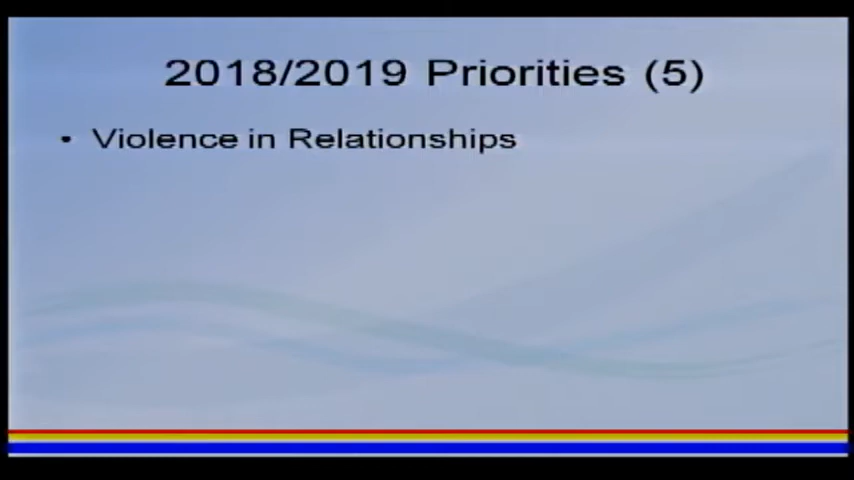 2018/2019 Priorities (5)
• Violence in Relationships